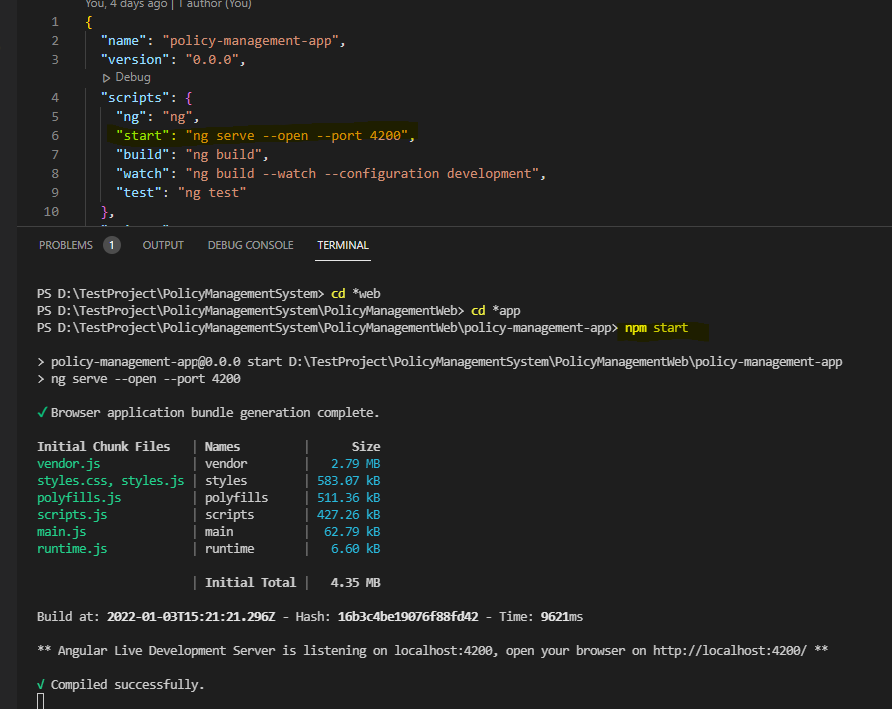 You, 4 days ago | 1 author (You)
1 {
2 "name": "policy-management-app",
3 "version": "0.0.0",
Debug
4 "scripts": {
5 "ng": "ng",
6 "start": "ng serve --open --port 4200",
7 "build": "ng build",
8 "watch": "ng build --watch --configuration development",
9 "test": "ng test"
10 },
PROBLEMS 1 OUTPUT DEBUG CONSOLE TERMINAL
PS D:\TestProject\PolicyManagementSystem> cd *web
PS D:\TestProject\PolicyManagementSystem\PolicyManagementWeb> cd *app
PS D:\TestProject\PolicyManagementSystem\PolicyManagementWeb\policy-management-app> npm start
> policy-management-app@0.0.0 start D:\TestProject\PolicyManagementSystem\PolicyManagementWeb\policy-management-app
> ng serve --open --port 4200
√ Browser application bundle generation complete.
Initial Chunk Files | Names | Size
vendor.js | vendor | 2.79 MB
styles.css, styles.js | styles | 583.07 kB
polyfills.js | polyfills | 511.36 kB
scripts.js | scripts | 427.26 kB
main.js | main | 62.79 kB
runtime.js | runtime | 6.60 kB
| Initial Total | 4.35 MB
Build at: 2022-01-03T15:21:21.296Z - Hash: 16b3c4be19076f88fd42 - Time: 9621ms
** Angular Live Development Server is listening on localhost:4200, open your browser on http://localhost:4200/ **
√ Compiled successfully.